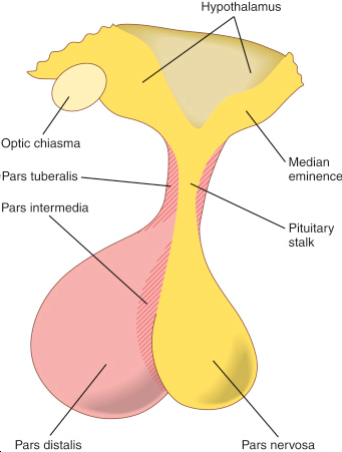 Hypothalamus
Optic chiasma
Pars tuberalis
Pars intermedia
Median
eminence
Pituitary
stalk
Pars distalis
Pars nervosa